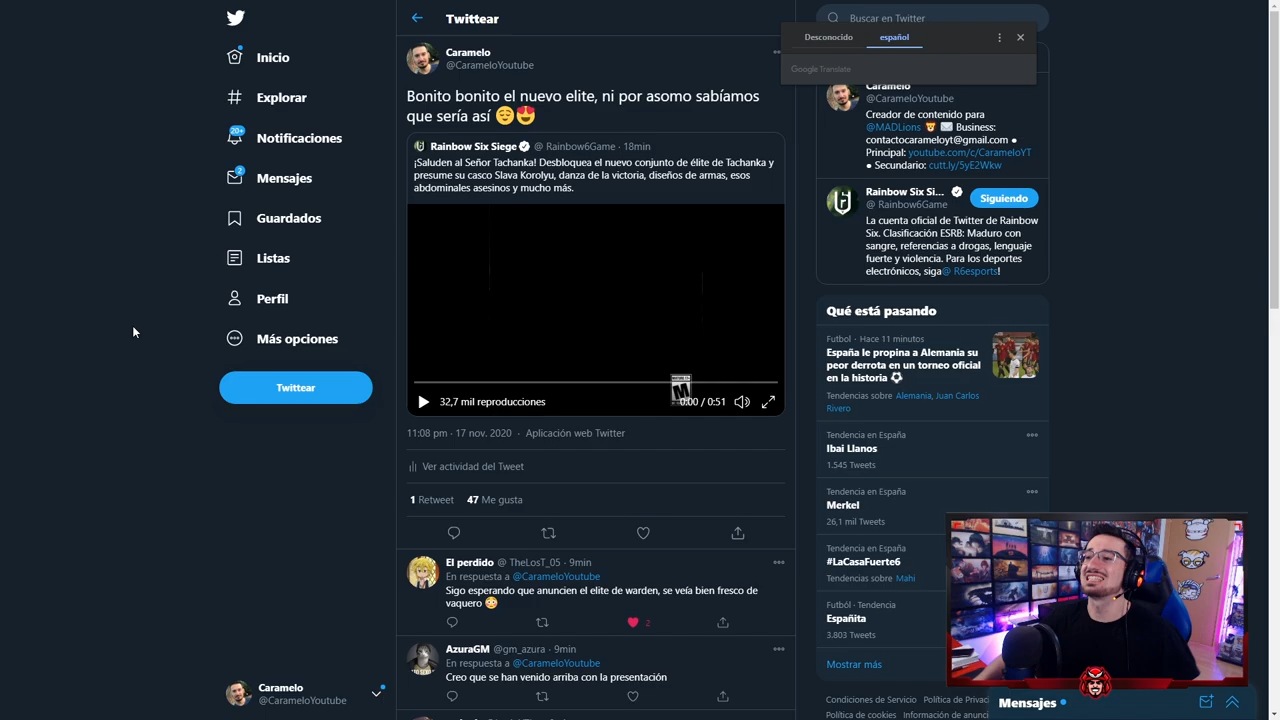 Inicio
Explorar
20+
Notificaciones
2
Mensajes
Guardados
Listas
Perfil
Más opciones
Twittear
Caramelo
@CarameloYoutube
Twittear
Caramelo
@CarameloYoutube
Bonito bonito el nuevo elite, ni por asomo sabíamos
que sería así 😌😍
Rainbow Six Siege @ Rainbow6Game · 18min
¡Saluden al Señor Tachanka! Desbloquea el nuevo conjunto de élite de Tachanka y
presume su casco Slava Korolyu, danza de la victoria, diseños de armas, esos
abdominales asesinos y mucho más.
32,7 mil reproducciones
0:00 / 0:51
11:08 pm · 17 nov. 2020 · Aplicación web Twitter
Ver actividad del Tweet
1 Retweet 47 Me gusta
El perdido @ TheLosT_05 · 9min
En respuesta a @CarameloYoutube
Sigo esperando que anuncien el elite de warden, se veía bien fresco de
vaquero 😳
2
AzuraGM @gm_azura · 9min
En respuesta a @CarameloYoutube
Creo que se han venido arriba con la presentación
Buscar en Twitter
Desconocido español
Google Translate
Caramelo
@CarameloYoutube
Creador de contenido para
@MADLions 🦁 ✉️ Business:
contactocarameloyt@gmail.com ●
Principal: youtube.com/c/CarameloYT
● Secundario: cutt.ly/5yE2Wkw
Rainbow Six Si...
@ Rainbow6Game
Siguiendo
La cuenta oficial de Twitter de Rainbow
Six. Clasificación ESRB: Maduro con
sangre, referencias a drogas, lenguaje
fuerte y violencia. Para los deportes
electrónicos, siga@ R6esports!
Qué está pasando
Futbol · Hace 11 minutos
España le propina a Alemania su
peor derrota en un torneo oficial
en la historia ⚽
Tendencias sobre Alemania, Juan Carlos
Rivero
Tendencia en España
Ibai Llanos
1.545 Tweets
Tendencia en España
Merkel
26,1 mil Tweets
Tendencia en España
#LaCasaFuerte6
Tendencias sobre Mahi
Futból · Tendencia
Españita
3.803 Tweets
Mostrar más
Condiciones de Servicio Política de Privac
Política de cookies Información de anunci
Mensajes